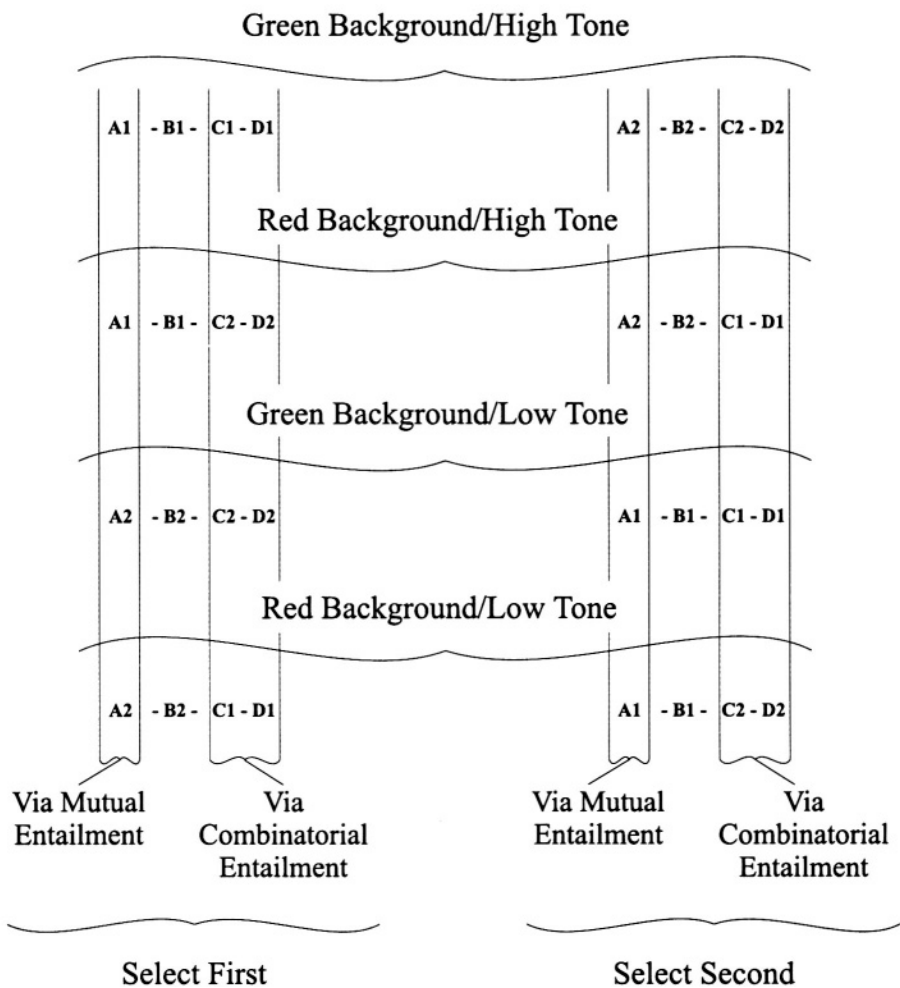 Green Background/High Tone
A1 - B1 - C1 - D1 A2 - B2 - C2 - D2
Red Background/High Tone
A1 - B1 - C2 - D2 A2 - B2 - C1 - D1
Green Background/Low Tone
A2 - B2 - C2 - D2 A1 - B1 - C1 - D1
Red Background/Low Tone
A2 - B2 - C1 - D1 A1 - B1 - C2 - D2
Via Mutual Entailment
Via Combinatorial Entailment
Via Mutual Entailment
Via Combinatorial Entailment
Select First
Select Second